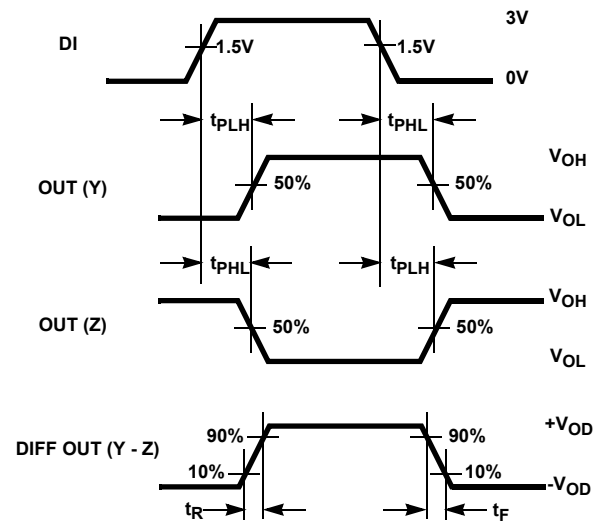 3V
DI
1.5V
1.5V
0V
tPLH
tPHL
VOH
OUT (Y)
50%
50%
VOL
tPHL
tPLH
VOH
OUT (Z)
50%
50%
VOL
+VOD
DIFF OUT (Y - Z)
90%
90%
10%
10%
-VOD
tR
tF